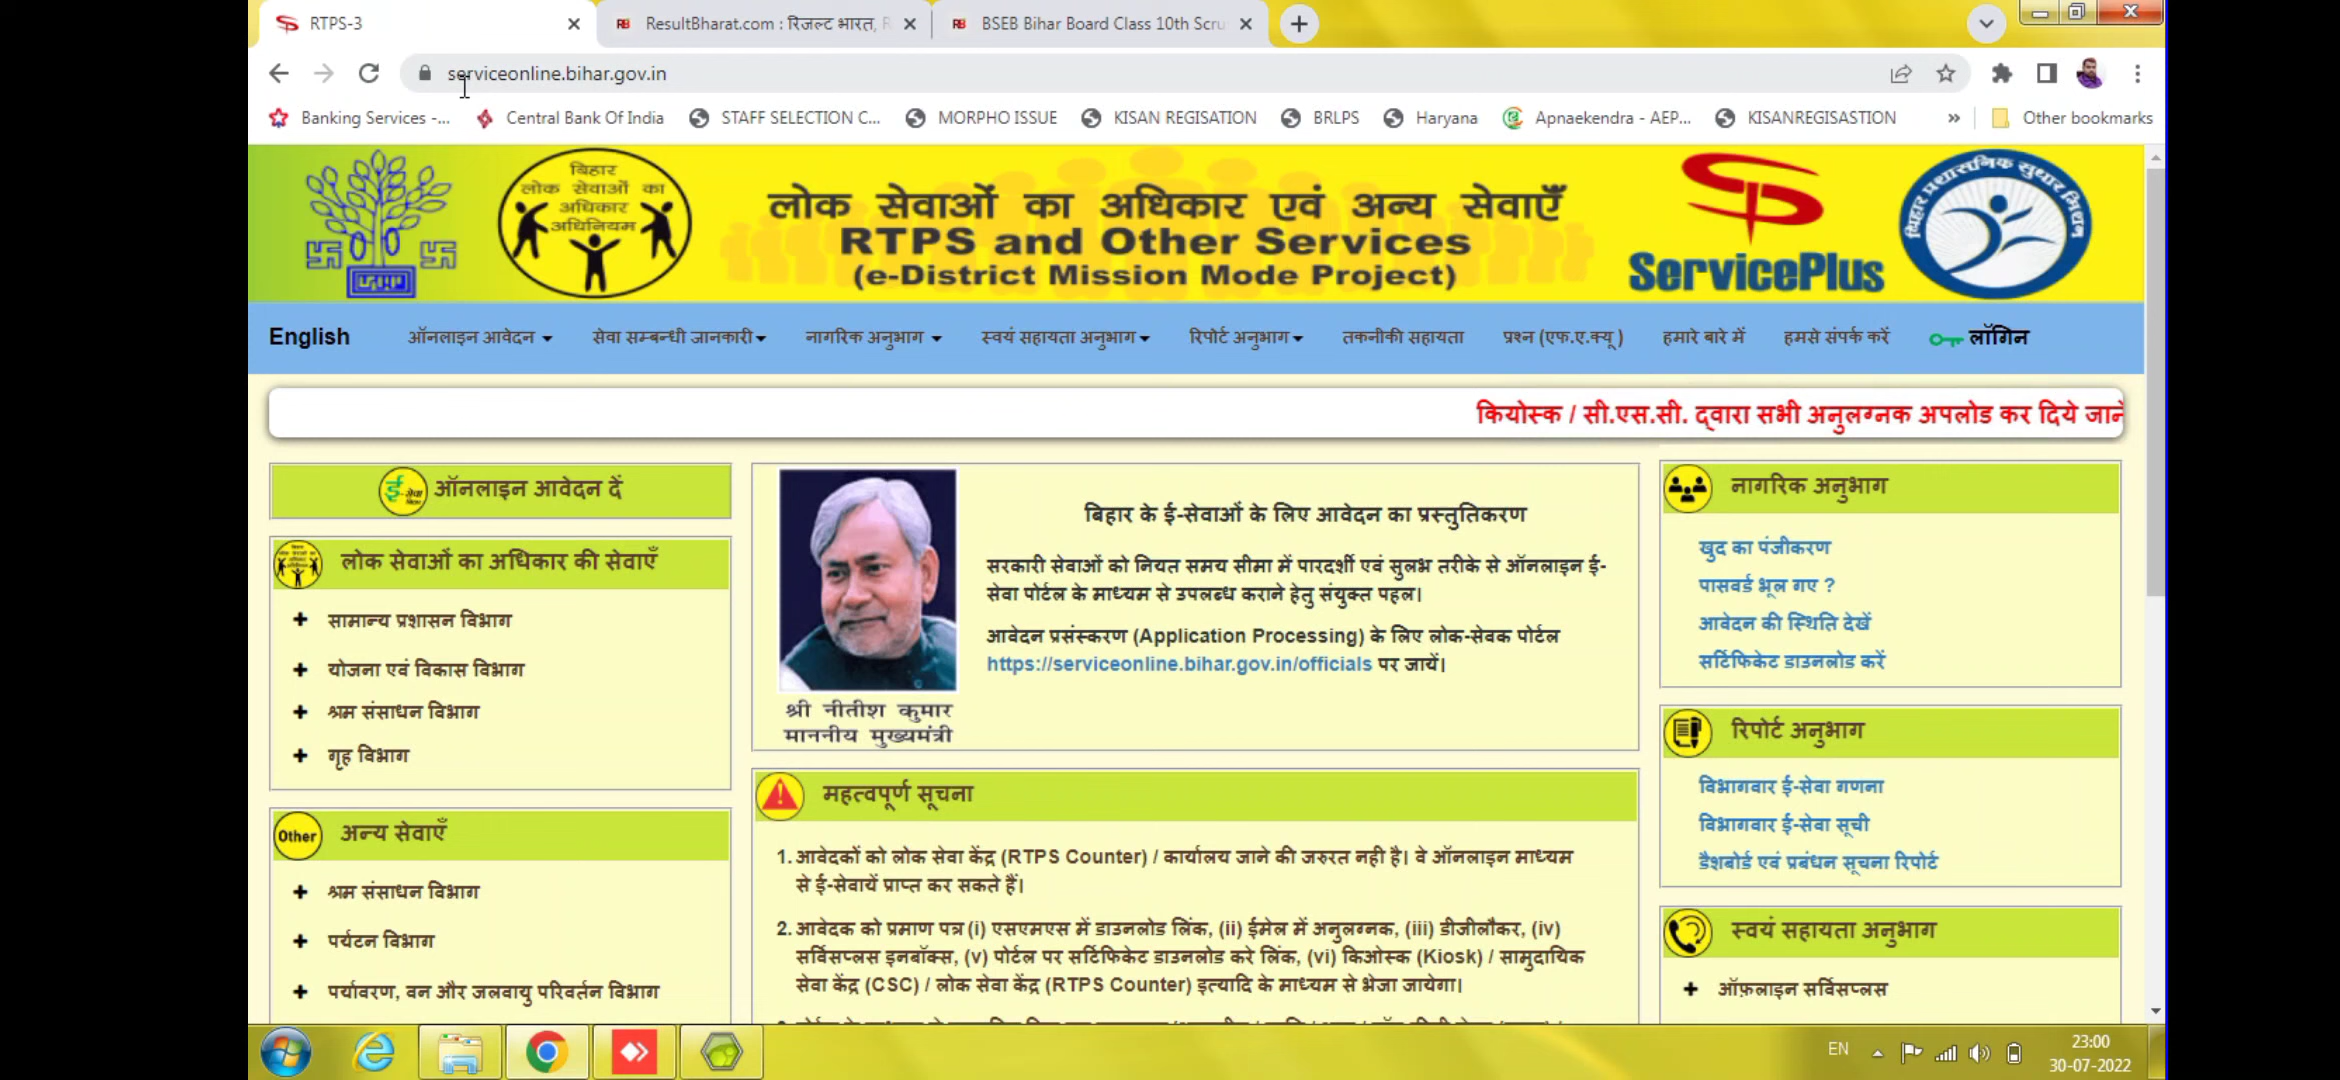 RTPS-3
ResultBharat.com : रिजल्ट भारत, R
BSEB Bihar Board Class 10th Scru
serviceonline.bihar.gov.in
Banking Services -...
Central Bank Of India
STAFF SELECTION C...
MORPHO ISSUE
KISAN REGISATION
BRLPS
Haryana
Apnaekendra - AEP...
KISANREGISASTION
»
Other bookmarks
बिहार
लोक सेवाओं का
अधिकार
अधिनियम
लोक सेवाओं का अधिकार एवं अन्य सेवाएँ
RTPS and Other Services
(e-District Mission Mode Project)
ServicePlus
बिहार प्रशासनिक सुधार मिशन
English
ऑनलाइन आवेदन
सेवा सम्बन्धी जानकारी
नागरिक अनुभाग
स्वयं सहायता अनुभाग
रिपोर्ट अनुभाग
तकनीकी सहायता
प्रश्न (एफ.ए.क्यू )
हमारे बारे में
हमसे संपर्क करें
लॉगिन
कियोस्क / सी.एस.सी. द्वारा सभी अनुलग्नक अपलोड कर दिये जाने
ई-सेवा
ऑनलाइन आवेदन दें
लोक सेवाओं का अधिकार की सेवाएँ
+ सामान्य प्रशासन विभाग
+ योजना एवं विकास विभाग
+ श्रम संसाधन विभाग
+ गृह विभाग
Other
अन्य सेवाएँ
+ श्रम संसाधन विभाग
+ पर्यटन विभाग
+ पर्यावरण, वन और जलवायु परिवर्तन विभाग
श्री नीतीश कुमार
माननीय मुख्यमंत्री
बिहार के ई-सेवाओं के लिए आवेदन का प्रस्तुतिकरण
सरकारी सेवाओं को नियत समय सीमा में पारदर्शी एवं सुलभ तरीके से ऑनलाइन ई-
सेवा पोर्टल के माध्यम से उपलब्ध कराने हेतु संयुक्त पहल।
आवेदन प्रसंस्करण (Application Processing) के लिए लोक-सेवक पोर्टल
https://serviceonline.bihar.gov.in/officials पर जायें।
महत्वपूर्ण सूचना
1. आवेदकों को लोक सेवा केंद्र (RTPS Counter) / कार्यालय जाने की जरुरत नही है। वे ऑनलाइन माध्यम
से ई-सेवायें प्राप्त कर सकते हैं।
2. आवेदक को प्रमाण पत्र (i) एसएमएस में डाउनलोड लिंक, (ii) ईमेल में अनुलग्नक, (iii) डीजीलौकर, (iv)
सर्विसप्लस इनबॉक्स, (v) पोर्टल पर सर्टिफिकेट डाउनलोड करे लिंक, (vi) किओस्क (Kiosk) / सामुदायिक
सेवा केंद्र (CSC) / लोक सेवा केंद्र (RTPS Counter) इत्यादि के माध्यम से भेजा जायेगा।
नागरिक अनुभाग
खुद का पंजीकरण
पासवर्ड भूल गए ?
आवेदन की स्थिति देखें
सर्टिफिकेट डाउनलोड करें
रिपोर्ट अनुभाग
विभागवार ई-सेवा गणना
विभागवार ई-सेवा सूची
डैशबोर्ड एवं प्रबंधन सूचना रिपोर्ट
स्वयं सहायता अनुभाग
+ ऑफ़लाइन सर्विसप्लस
EN
23:00
30-07-2022